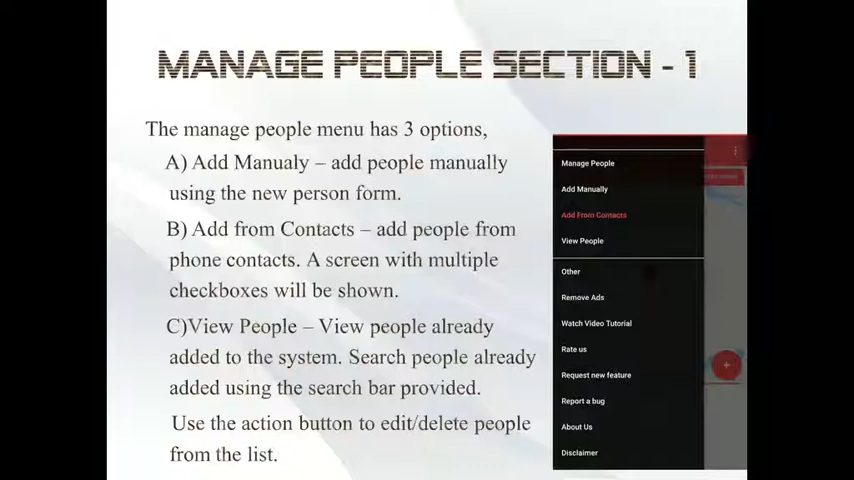 MANAGE PEOPLE SECTION - 1
The manage people menu has 3 options,
A) Add Manualy – add people manually
using the new person form.
B) Add from Contacts – add people from
phone contacts. A screen with multiple
checkboxes will be shown.
C)View People – View people already
added to the system. Search people already
added using the search bar provided.
Use the action button to edit/delete people
from the list.
Manage People
Add Manually
Add From Contacts
View People
Other
Remove Ads
Watch Video Tutorial
Rate us
Request new feature
Report a bug
About Us
Disclaimer